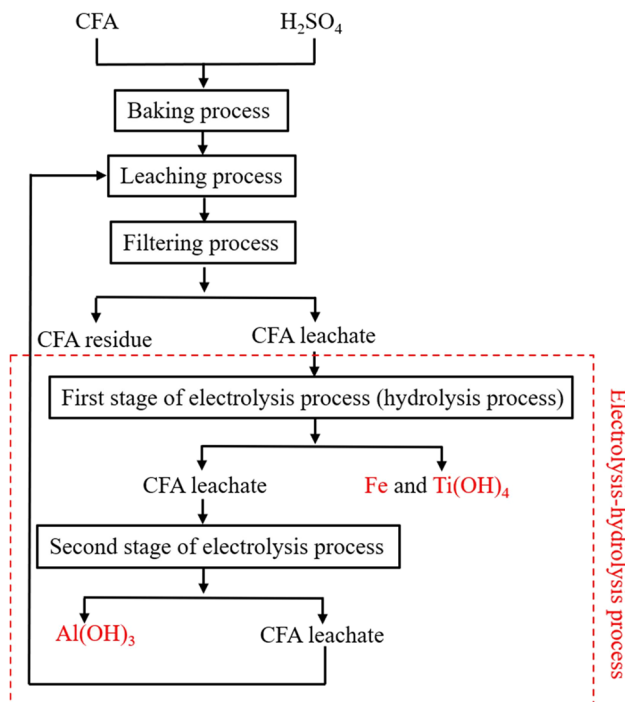 CFA
H₂SO₄
Baking process
Leaching process
Filtering process
CFA residue
CFA leachate
First stage of electrolysis process (hydrolysis process)
CFA leachate
Fe and Ti(OH)₄
Second stage of electrolysis process
Al(OH)₃
CFA leachate
Electrolysis-hydrolysis process